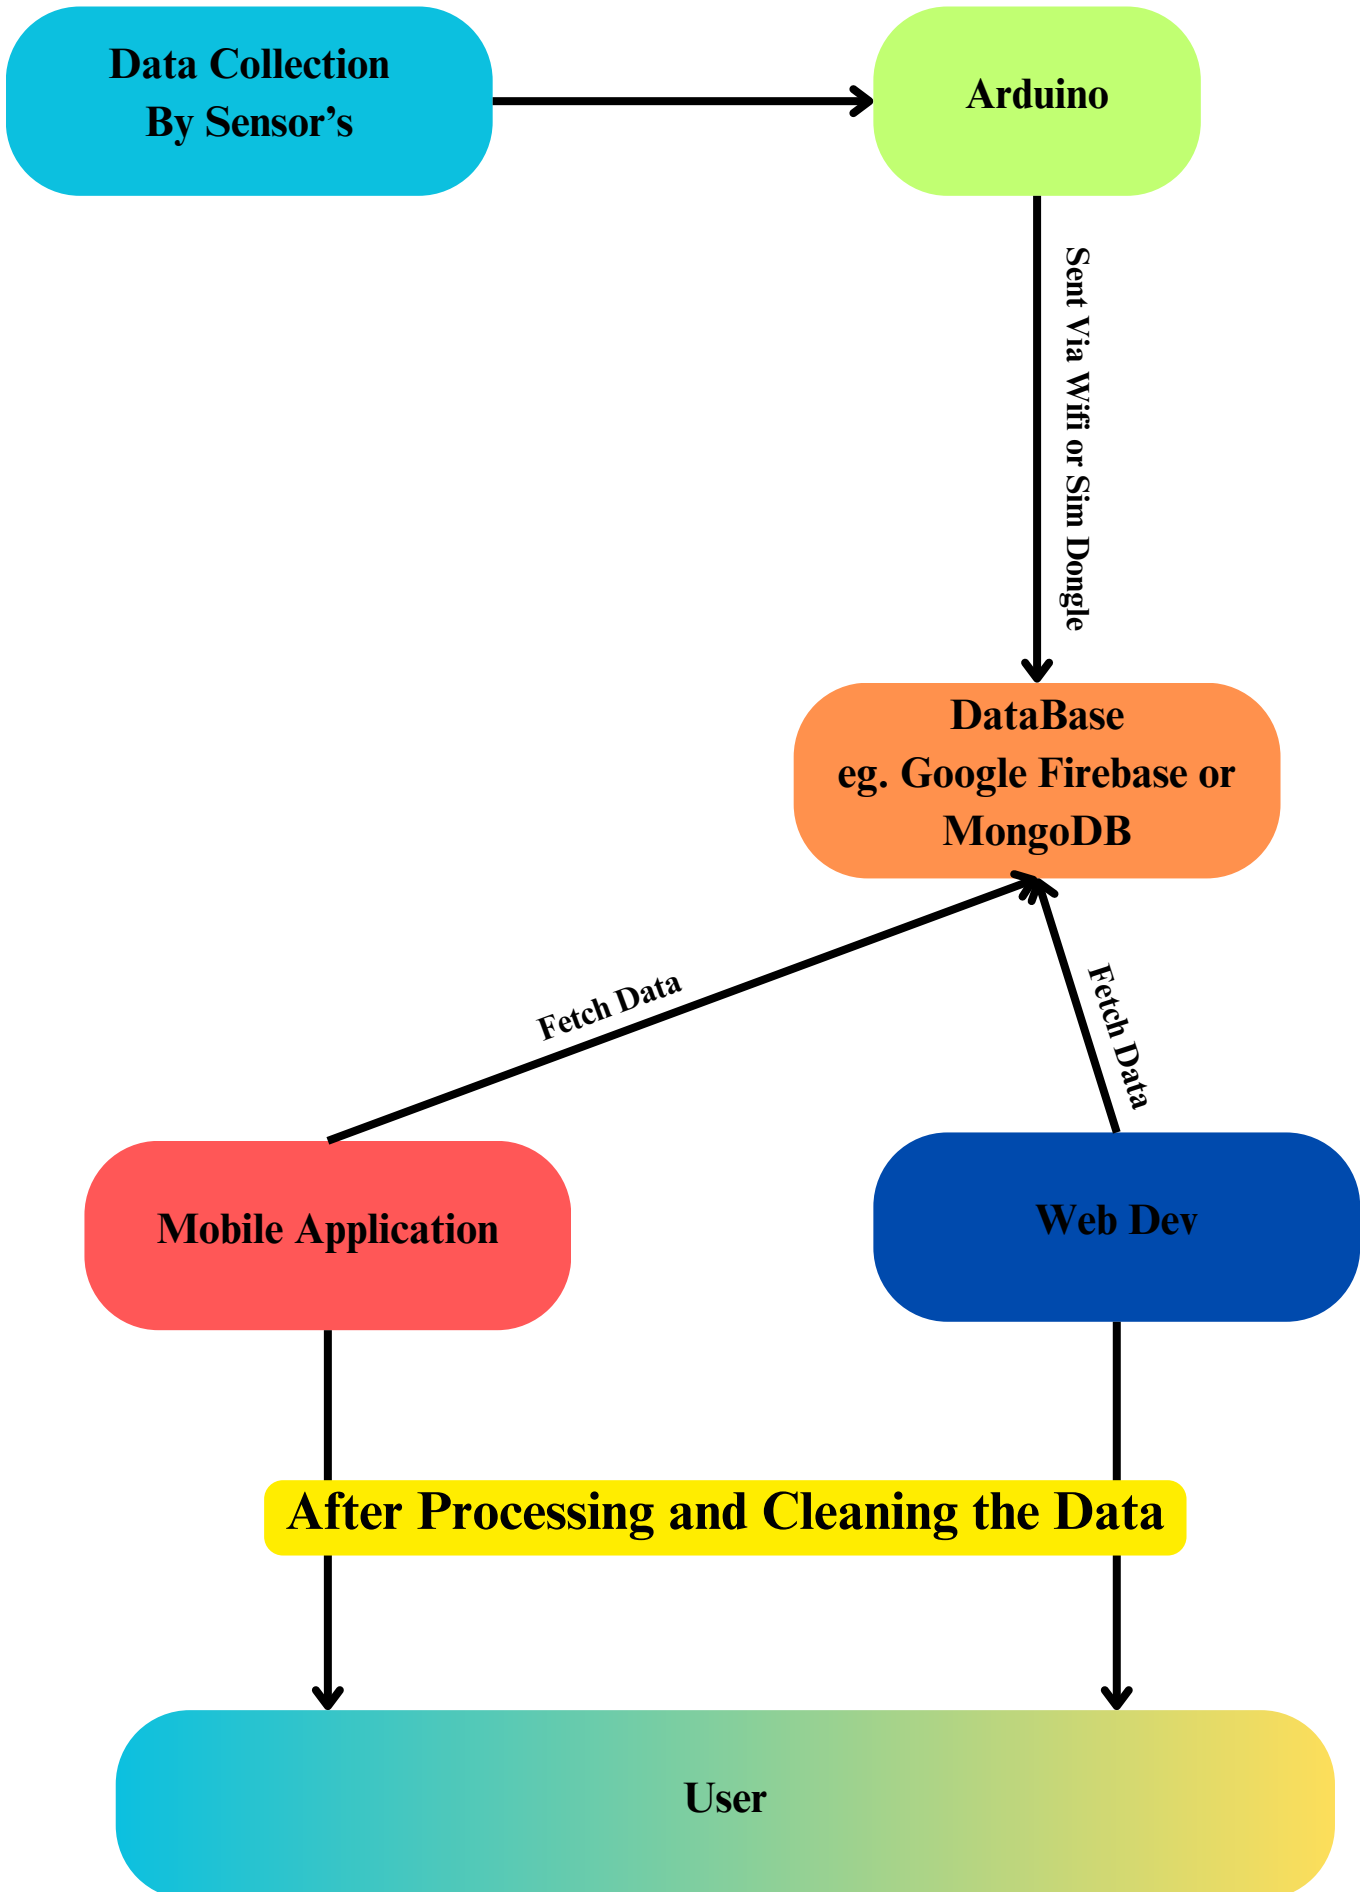 Data Collection
By Sensor's
Arduino
Sent Via Wifi or Sim Dongle
DataBase
eg. Google Firebase or
MongoDB
Fetch Data
Fetch Data
Mobile Application
Web Dev
After Processing and Cleaning the Data
User